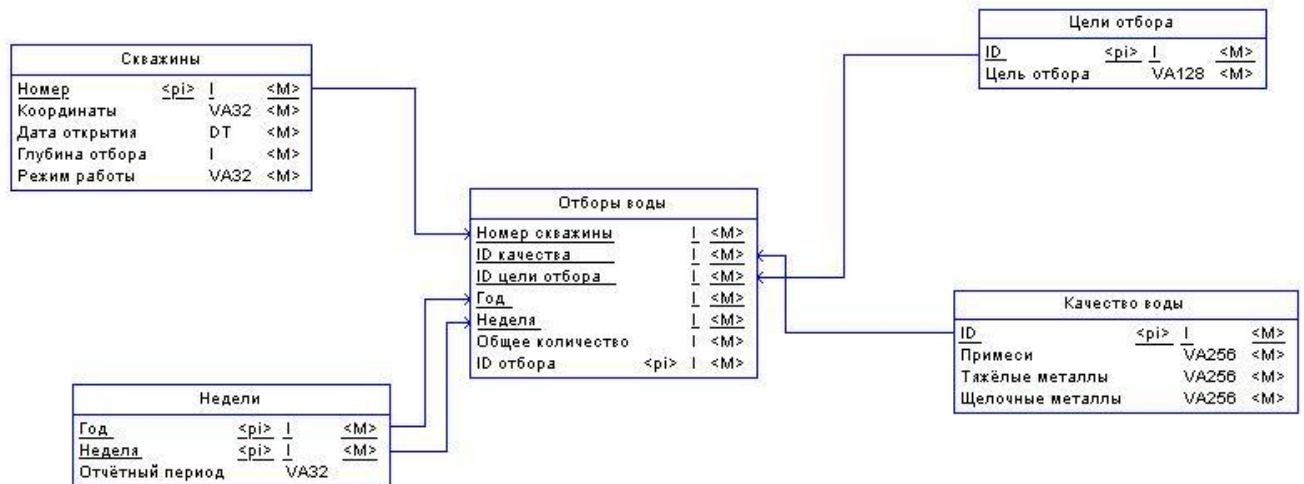 Скважины
Номер <pi> I <M>
Координаты VA32 <M>
Дата открытия DT <M>
Глубина отбора I <M>
Режим работы VA32 <M>
Цели отбора
ID <pi> I <M>
Цель отбора VA128 <M>
Отборы воды
Номер скважины I <M>
ID качества I <M>
ID цели отбора I <M>
Год I <M>
Неделя I <M>
Общее количество I <M>
ID отбора <pi> I <M>
Качество воды
ID <pi> I <M>
Примеси VA256 <M>
Тяжёлые металлы VA256 <M>
Щелочные металлы VA256 <M>
Недели
Год <pi> I <M>
Неделя <pi> I <M>
Отчётный период VA32